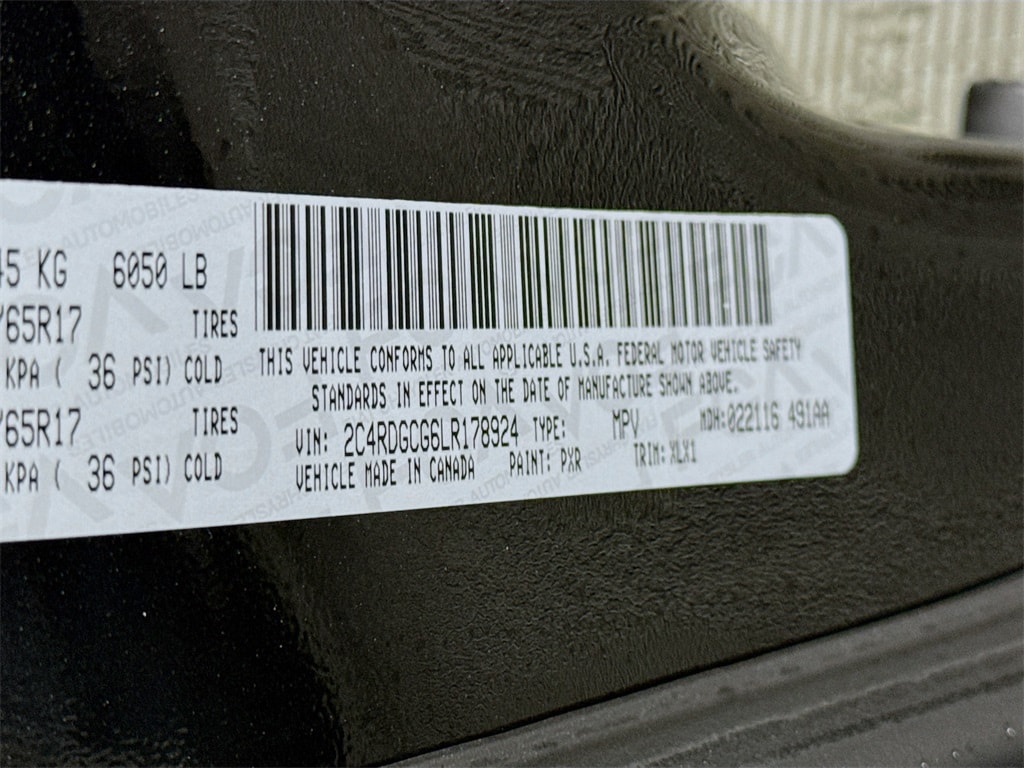 45 KG 6050 LB
/65R17 TIRES
KPA ( 36 PSI) COLD
/65R17 TIRES
KPA ( 36 PSI) COLD
THIS VEHICLE CONFORMS TO ALL APPLICABLE U.S.A. FEDERAL MOTOR VEHICLE SAFETY
STANDARDS IN EFFECT ON THE DATE OF MANUFACTURE SHOWN ABOVE.
VIN: 2C4RDGCG6LR178924 TYPE: MPV MDH:022116 491AA
VEHICLE MADE IN CANADA PAINT: PXR TRIM: XLX1